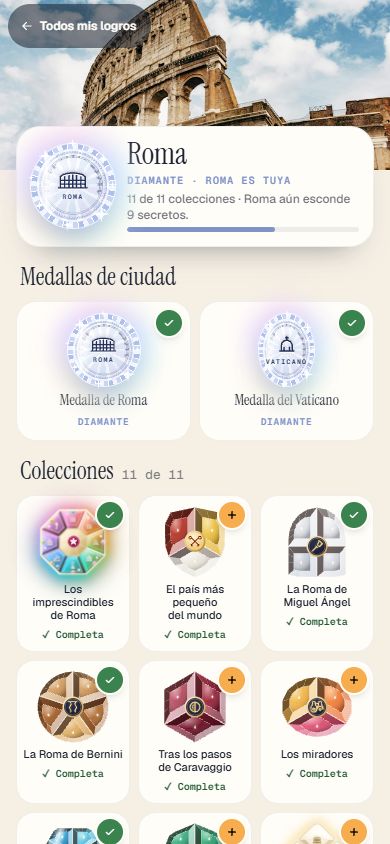 ← Todos mis logros
Roma
DIAMANTE · ROMA ES TUYA
11 de 11 colecciones · Roma aún esconde
9 secretos.
ROMA
Medallas de ciudad
ROMA
VATICANO
Medalla de Roma
Medalla del Vaticano
DIAMANTE
DIAMANTE
Colecciones 11 de 11
Los
imprescindibles
de Roma
✓ Completa
El país más
pequeño
del mundo
✓ Completa
La Roma de
Miguel Ángel
✓ Completa
La Roma de Bernini
✓ Completa
Tras los pasos
de Caravaggio
✓ Completa
Los miradores
✓ Completa